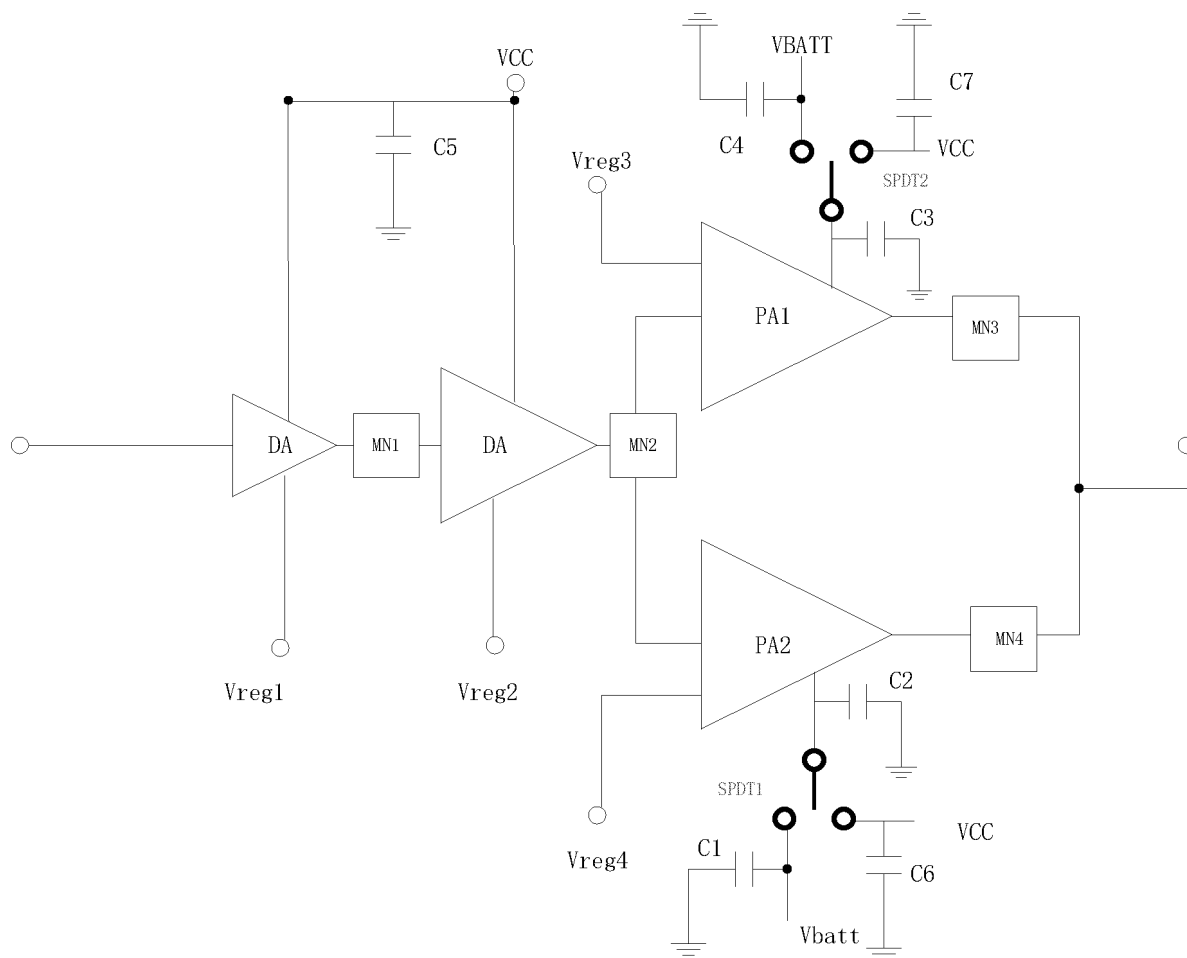 VBATT
VCC
C7
C4
C5
VCC
Vreg3
SPDT2
C3
PA1
MN3
DA
MN1
DA
MN2
PA2
MN4
Vreg1
Vreg2
C2
SPDT1
VCC
C1
Vreg4
C6
Vbatt